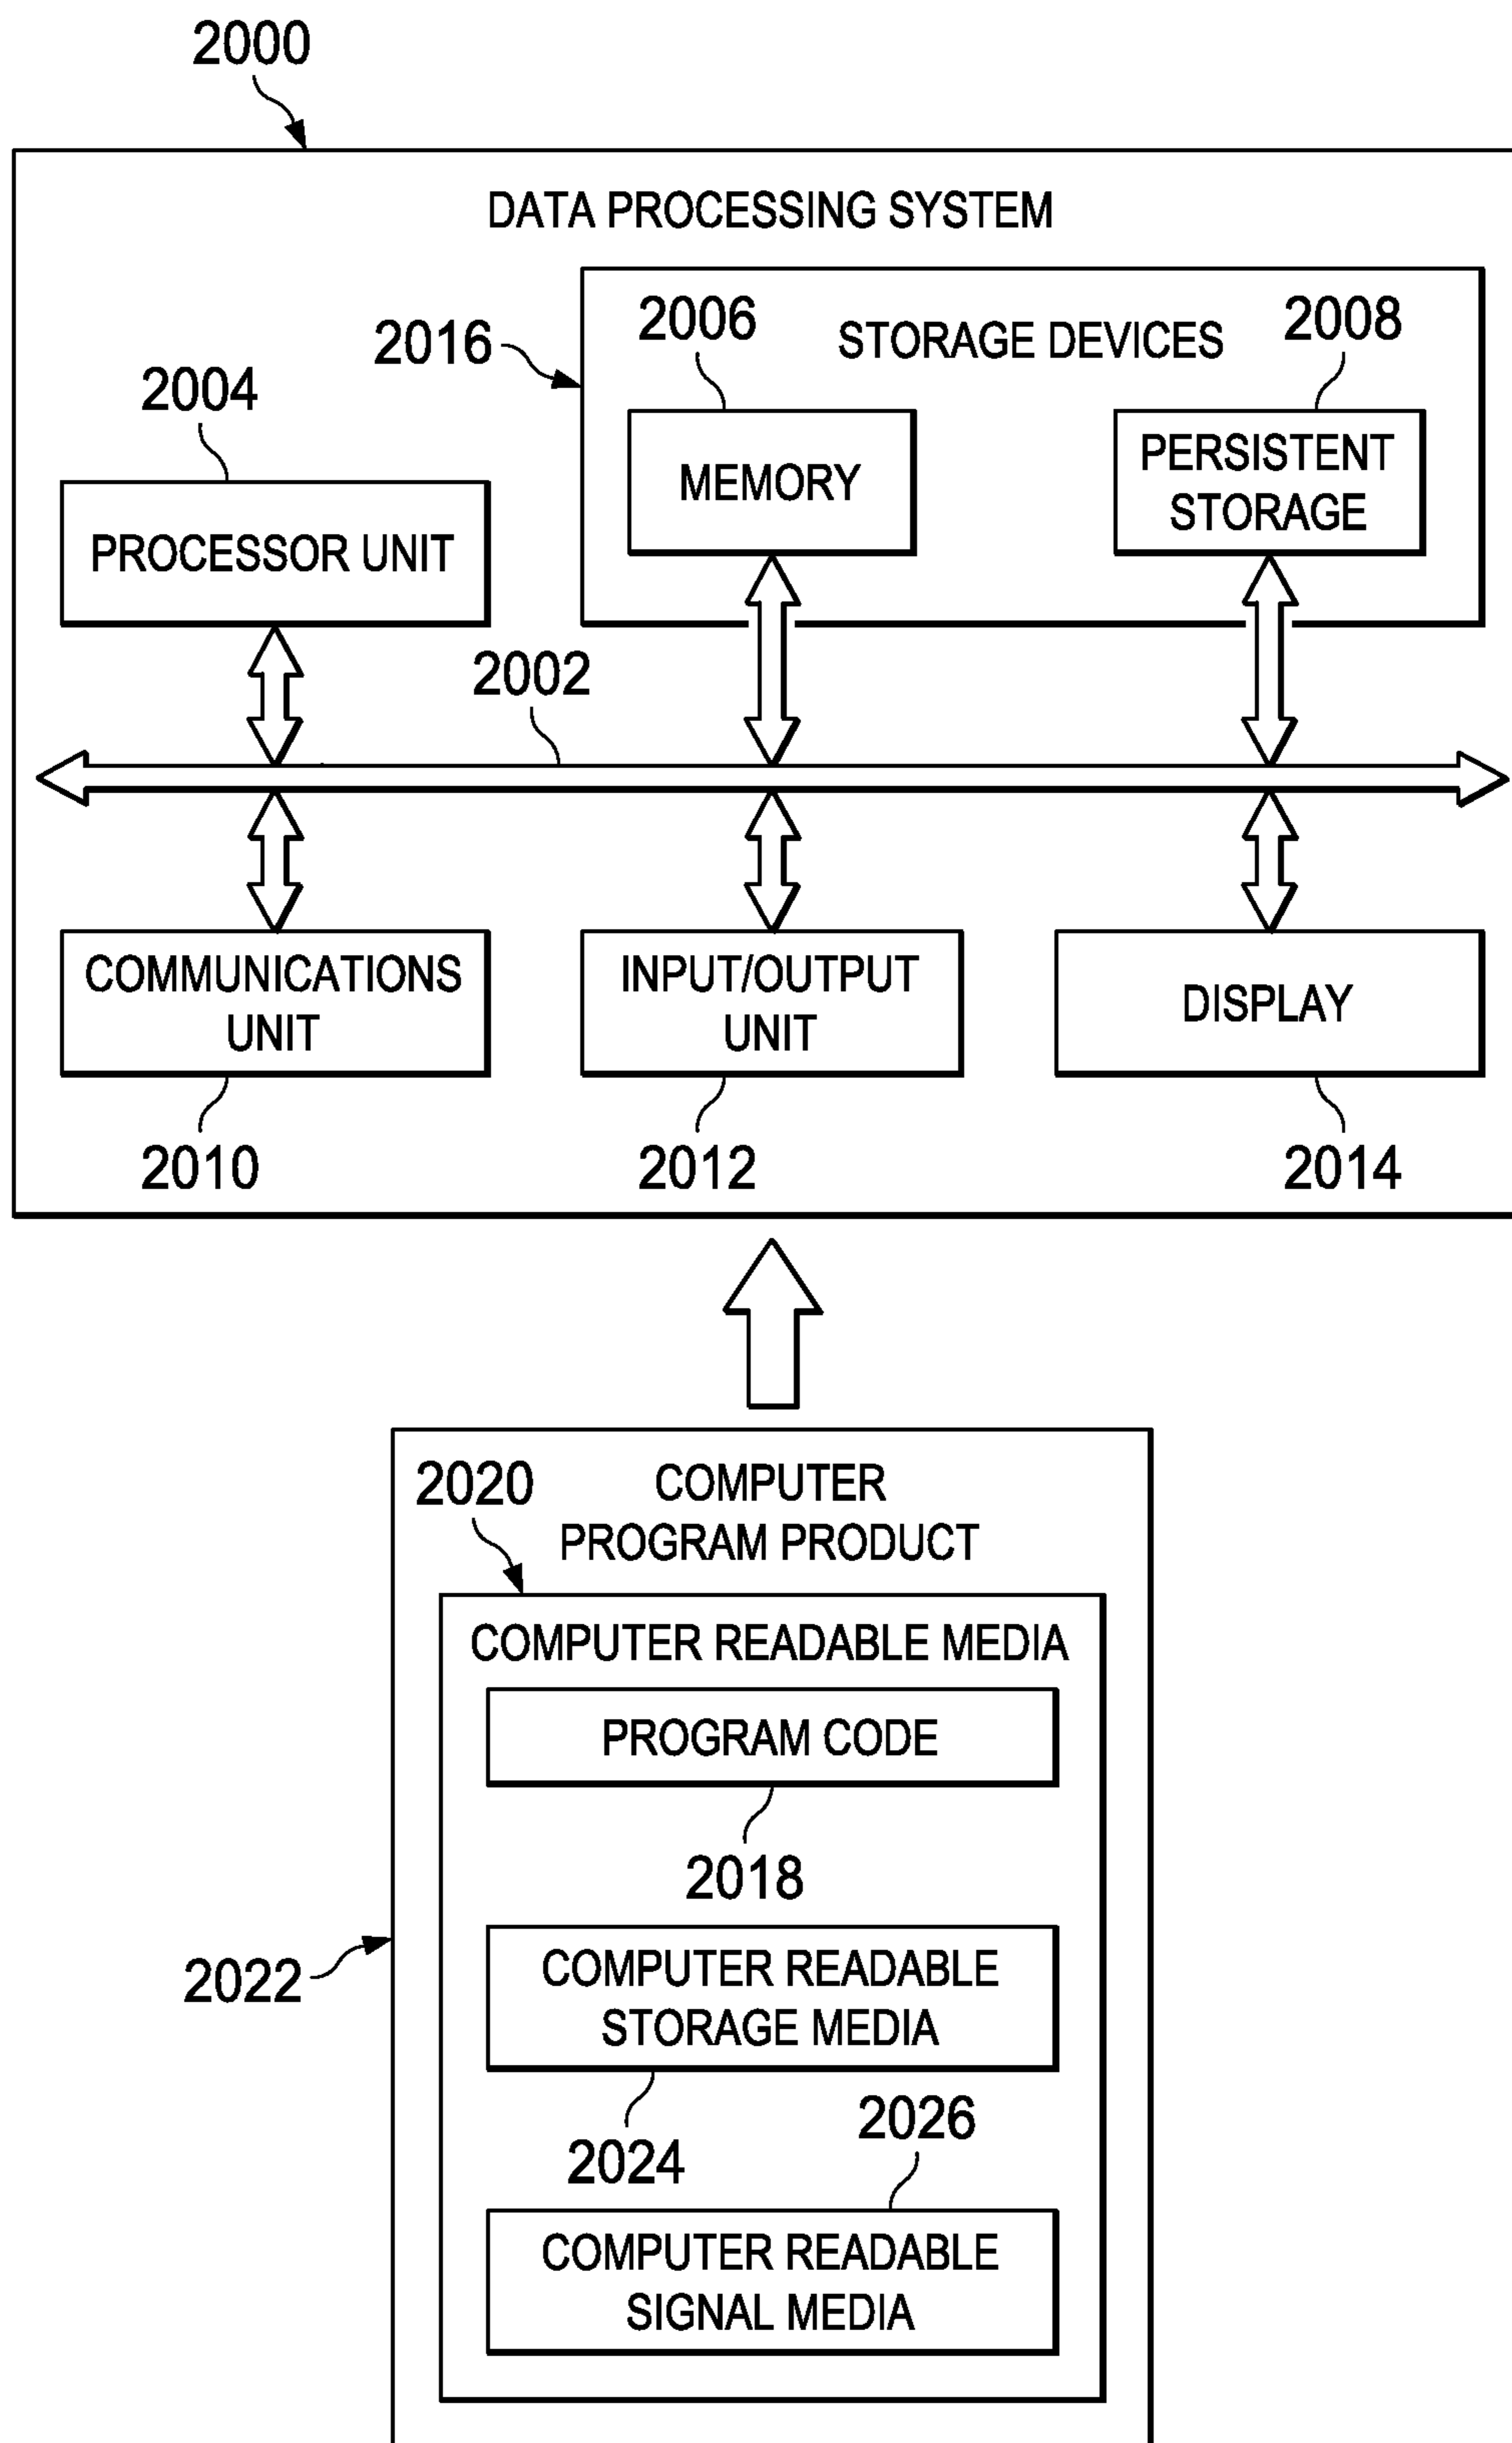 2000
DATA PROCESSING SYSTEM
2016
2006
STORAGE DEVICES
2008
2004
MEMORY
PERSISTENT
STORAGE
PROCESSOR UNIT
2002
COMMUNICATIONS
UNIT
INPUT/OUTPUT
UNIT
DISPLAY
2010
2012
2014
2020
COMPUTER
PROGRAM PRODUCT
COMPUTER READABLE MEDIA
PROGRAM CODE
2018
2022
COMPUTER READABLE
STORAGE MEDIA
2024
2026
COMPUTER READABLE
SIGNAL MEDIA